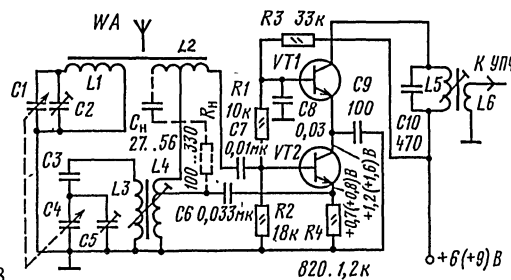 WA
L2
R3 33к
VT1
К УПЧ
C1
L1
C2
Cн
27...56
Rн
100...330
R1
10к
C7
0,01мк
C8
0,03
C9
100
L5
L6
C10
470
VT2
C3
L3
L4
C4
C5
C6 0,033мк
R2
1,8к
R4
820...1,2к
+0,7(+0,8)В
+1,2(+1,6)В
+6(+9)В
в